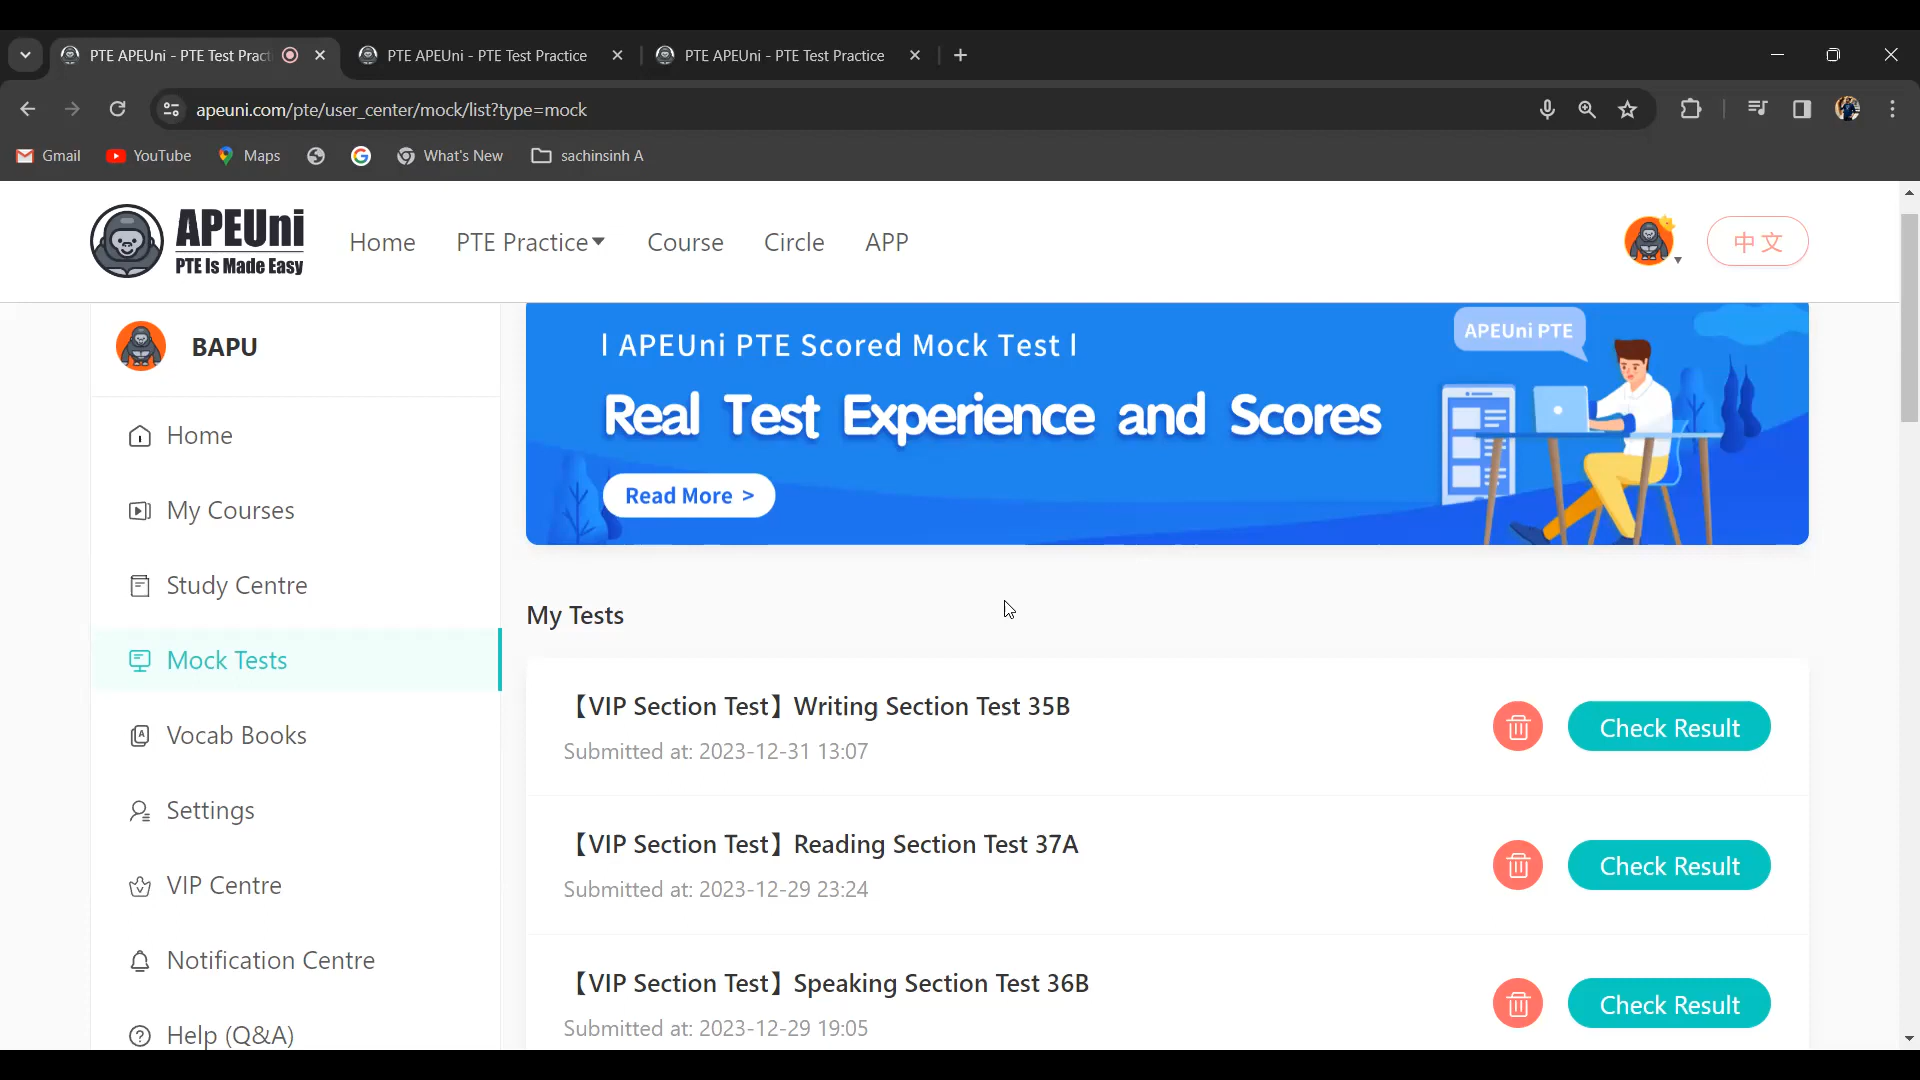 PTE APEUni - PTE Test Pract
PTE APEUni - PTE Test Practice
PTE APEUni - PTE Test Practice
apeuni.com/pte/user_center/mock/list?type=mock
Gmail
YouTube
Maps
What's New
sachinsinh A
APEUni
PTE Is Made Easy
Home
PTE Practice
Course
Circle
APP
中 文
BAPU
Home
My Courses
Study Centre
Mock Tests
Vocab Books
Settings
VIP Centre
Notification Centre
Help (Q&A)
| APEUni PTE Scored Mock Test |
Real Test Experience and Scores
Read More >
APEUni PTE
My Tests
【VIP Section Test】Writing Section Test 35B
Submitted at: 2023-12-31 13:07
Check Result
【VIP Section Test】Reading Section Test 37A
Submitted at: 2023-12-29 23:24
Check Result
【VIP Section Test】Speaking Section Test 36B
Submitted at: 2023-12-29 19:05
Check Result